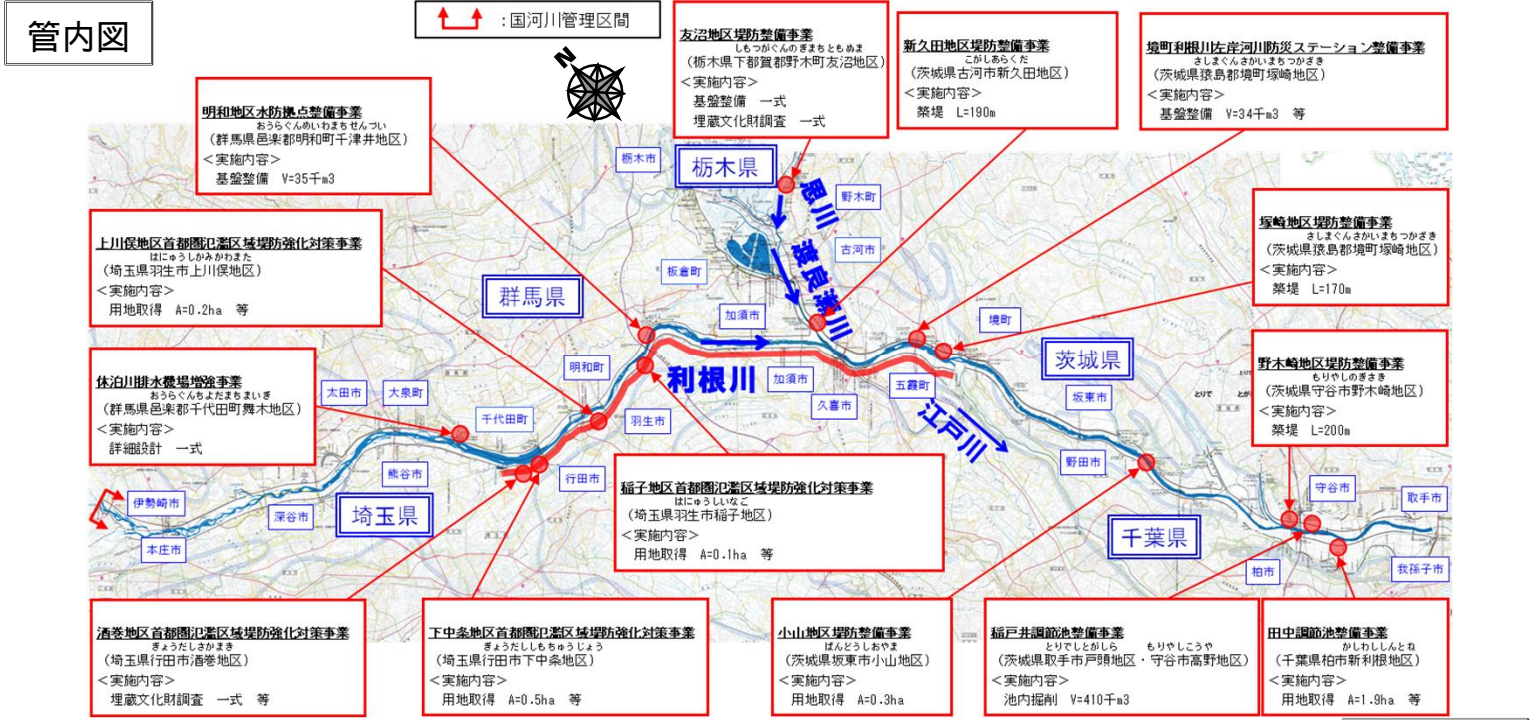 管内図
：国河川管理区間
N
明和地区水防拠点整備事業
おうらぐんめいわまちせんづい
(群馬県邑楽郡明和町千津井地区)
＜実施内容＞
基盤整備　V=35千m3
友沼地区堤防整備事業
しもつがぐんのぎまちともぬま
(栃木県下都賀郡野木町友沼地区)
＜実施内容＞
基盤整備　一式
埋蔵文化財調査　一式
新久田地区堤防整備事業
こがしあらくだ
(茨城県古河市新久田地区)
＜実施内容＞
築堤　L=190m
境町利根川左岸河川防災ステーション整備事業
さしまぐんさかいまちつかざき
(茨城県猿島郡境町塚崎地区)
＜実施内容＞
基盤整備　V=34千m3　等
上川俣地区首都圏氾濫区域堤防強化対策事業
はにゅうしかみかわまた
(埼玉県羽生市上川俣地区)
＜実施内容＞
用地取得　A=0.2ha　等
塚崎地区堤防整備事業
さしまぐんさかいまちつかざき
(茨城県猿島郡境町塚崎地区)
＜実施内容＞
築堤　L=170m
休泊川排水機場増強事業
おうらぐんちよだまちまいぎ
(群馬県邑楽郡千代田町舞木地区)
＜実施内容＞
詳細設計　一式
野木崎地区堤防整備事業
もりやしのぎさき
(茨城県守谷市野木崎地区)
＜実施内容＞
築堤　L=200m
栃木市
栃木県
思川
野木町
渡良瀬川
古河市
板倉町
群馬県
加須市
境町
茨城県
明和町
利根川
加須市
五霞町
坂東市
とりで
太田市
大泉町
久喜市
江戸川
千代田町
羽生市
熊谷市
行田市
野田市
守谷市
取手市
伊勢崎市
深谷市
埼玉県
本庄市
千葉県
柏市
我孫子市
稲子地区首都圏氾濫区域堤防強化対策事業
はにゅうしいなご
(埼玉県羽生市稲子地区)
＜実施内容＞
用地取得　A=0.1ha　等
酒巻地区首都圏氾濫区域堤防強化対策事業
ぎょうだしさかまき
(埼玉県行田市酒巻地区)
＜実施内容＞
埋蔵文化財調査　一式　等
下中条地区首都圏氾濫区域堤防強化対策事業
ぎょうだししもちゅうじょう
(埼玉県行田市下中条地区)
＜実施内容＞
用地取得　A=0.5ha　等
小山地区堤防整備事業
ばんどうしおやま
(茨城県坂東市小山地区)
＜実施内容＞
用地取得　A=0.3ha
稲戸井調節池整備事業
とりでしとがしら　もりやしこうや
(茨城県取手市戸頭地区・守谷市高野地区)
＜実施内容＞
池内掘削　V=410千m3
田中調節池整備事業
かしわししんとね
(千葉県柏市新利根地区)
＜実施内容＞
用地取得　A=1.9ha　等